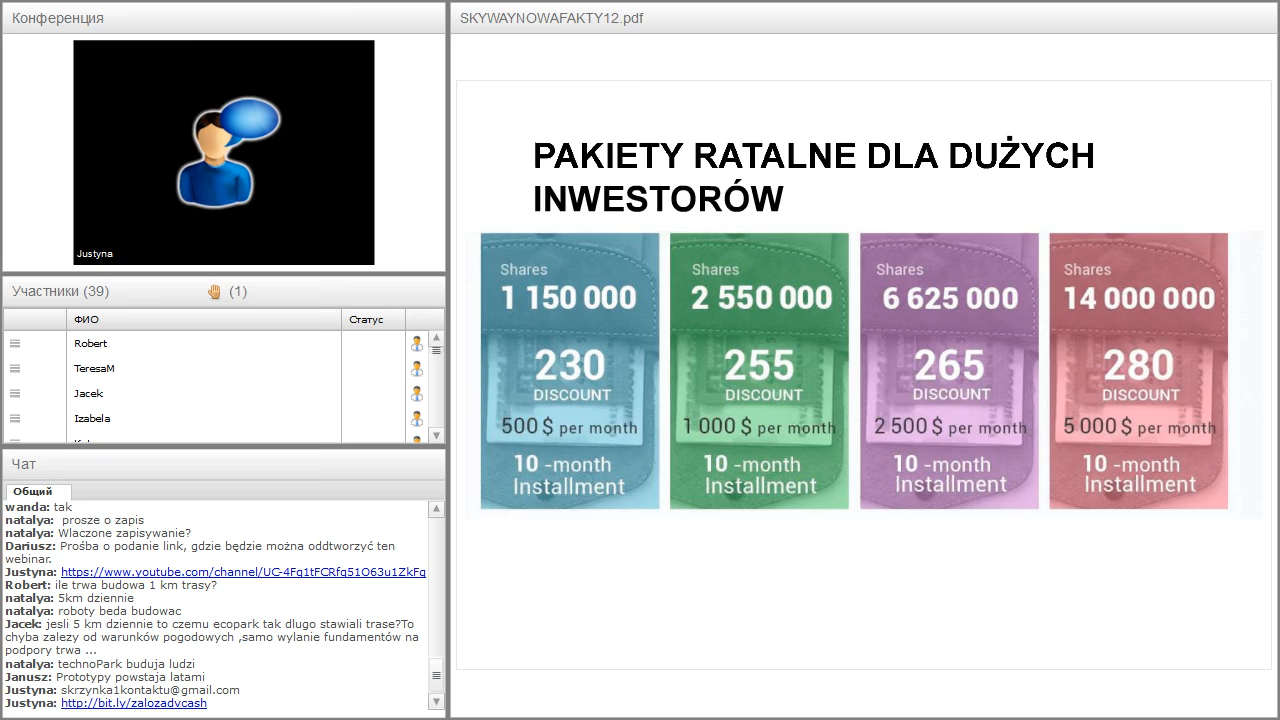 Конференция
Justyna
Участники (39)
(1)
ФИО
Статус
Robert
TeresaM
Jacek
Izabela
Чат
Общий
wanda: tak
natalya: prosze o zapis
natalya: Wlaczone zapisywanie?
Dariusz: Prośba o podanie link, gdzie będzie można oddtworzyć ten
webinar.
Justyna: https://www.youtube.com/channel/UC-4Fq1tFCRfq51O63u1ZkFg
Robert: ile trwa budowa 1 km trasy?
natalya: 5km dziennie
natalya: roboty beda budowac
Jacek: jesli 5 km dziennie to czemu ecopark tak dlugo stawiali trase?To
chyba zalezy od warunków pogodowych ,samo wylanie fundamentów na
podpory trwa ...
natalya: technoPark buduja ludzi
Janusz: Prototypy powstaja latami
Justyna: skrzynka1kontaktu@gmail.com
Justyna: http://bit.ly/zalozadvcash
SKYWAYNOWAFAKTY12.pdf
PAKIETY RATALNE DLA DUŻYCH
INWESTORÓW
Shares
1 150 000
230
DISCOUNT
500 $ per month
10 -month
Installment
Shares
2 550 000
255
DISCOUNT
1 000 $ per month
10 -month
Installment
Shares
6 625 000
265
DISCOUNT
2 500 $ per month
10 -month
Installment
Shares
14 000 000
280
DISCOUNT
5 000 $ per month
10 -month
Installment